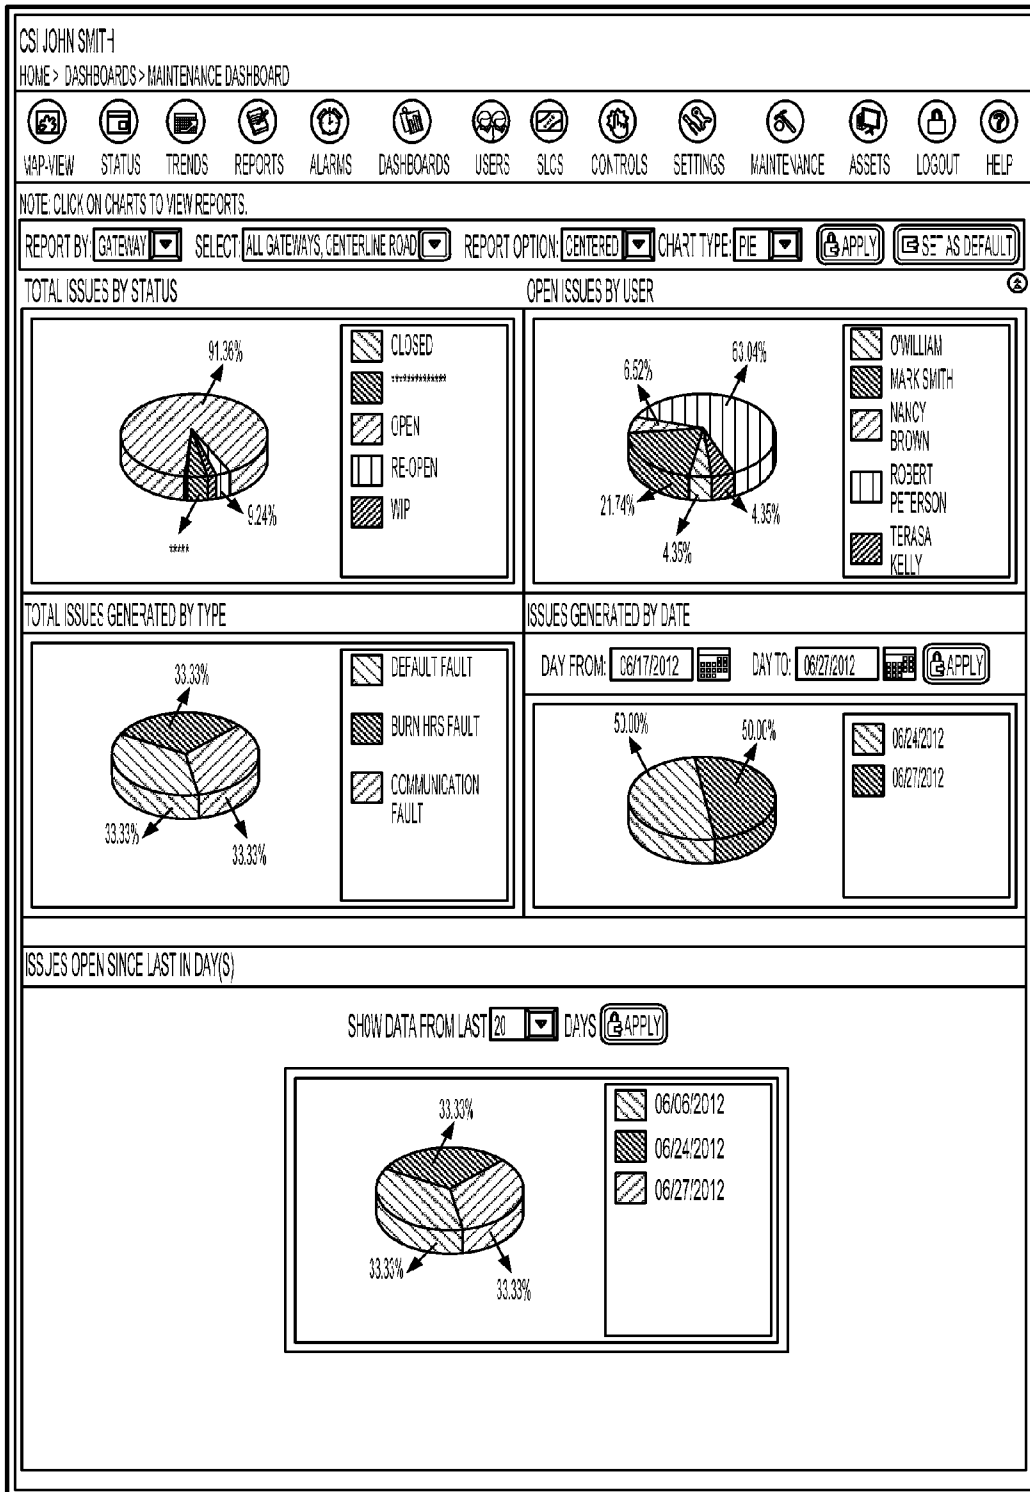 CSI JOHN SMITH
HOME > DASHBOARDS > MAINTENANCE DASHBOARD
MAP-VIEW STATUS TRENDS REPORTS ALARMS DASHBOARDS USERS SLCS CONTROLS SETTINGS MAINTENANCE ASSETS LOGOUT HELP
NOTE: CLICK ON CHARTS TO VIEW REPORTS.
REPORT BY: GATEWAY SELECT: ALL GATEWAYS, CENTERLINE ROAD REPORT OPTION: CENTERED CHART TYPE: PIE APPLY SET AS DEFAULT
TOTAL ISSUES BY STATUS
91.36%
9.24%
*****
CLOSED
**************
OPEN
RE-OPEN
WIP
OPEN ISSUES BY USER
6.52%
63.04%
21.74%
4.35%
4.35%
O'WILLIAM
MARK SMITH
NANCY
BROWN
ROBERT
PETERSON
TERASA
KELLY
TOTAL ISSUES GENERATED BY TYPE
33.33%
33.33%
33.33%
DEFAULT FAULT
BURN HRS FAULT
COMMUNICATION
FAULT
ISSUES GENERATED BY DATE
DAY FROM: 06/17/2012 DAY TO: 06/27/2012 APPLY
50.00%
50.00%
06/24/2012
06/27/2012
ISSUES OPEN SINCE LAST IN DAY(S)
SHOW DATA FROM LAST 20 DAYS APPLY
33.33%
33.33%
33.33%
06/06/2012
06/24/2012
06/27/2012